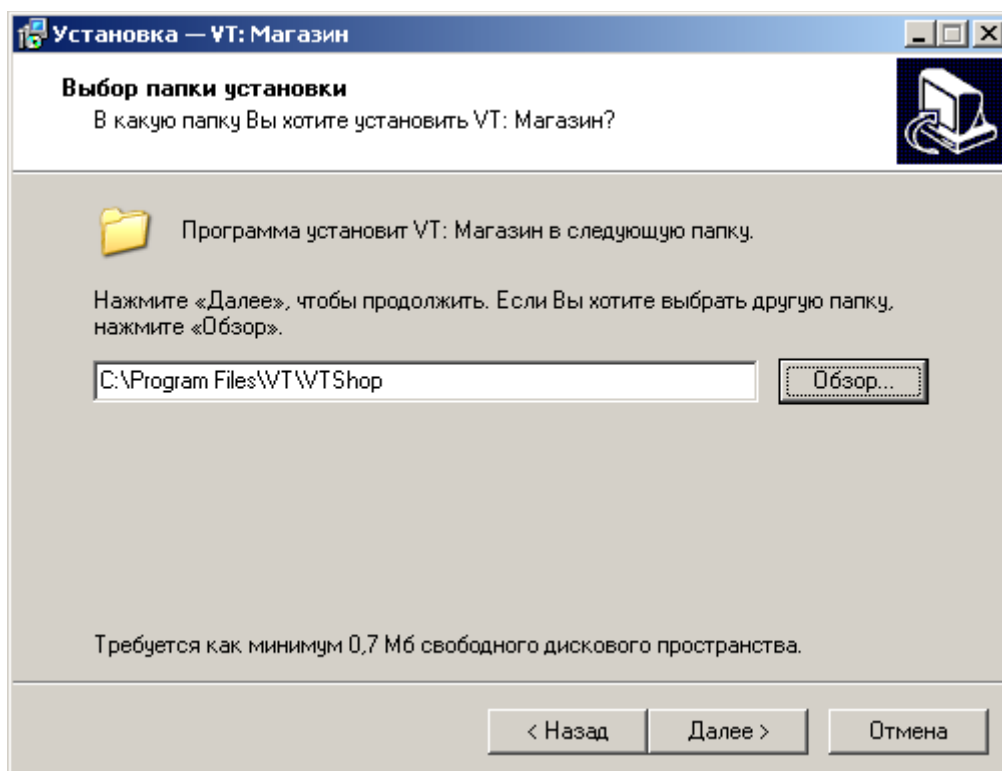 Установка — VT: Магазин
Выбор папки установки
В какую папку Вы хотите установить VT: Магазин?
Программа установит VT: Магазин в следующую папку.
Нажмите «Далее», чтобы продолжить. Если Вы хотите выбрать другую папку,
нажмите «Обзор».
C:\Program Files\VT\VTShop
Обзор...
Требуется как минимум 0,7 Мб свободного дискового пространства.
< Назад
Далее >
Отмена